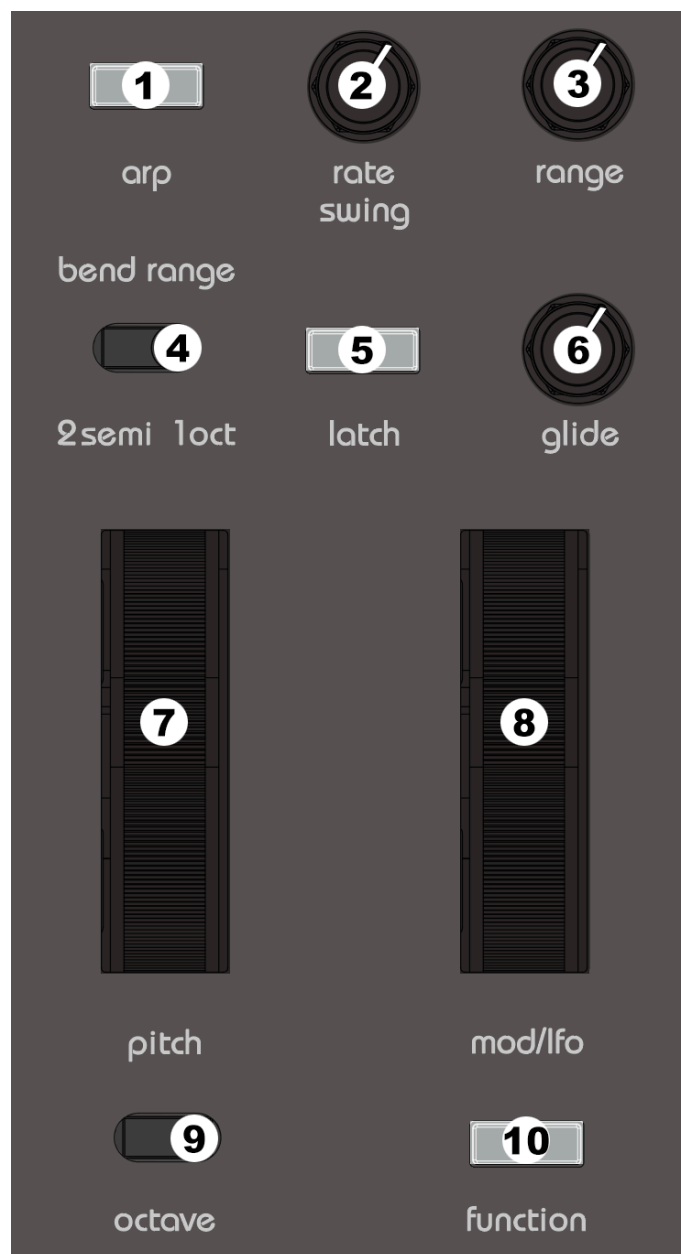 1
2
3
arp
rate
range
swing
bend range
4
5
6
2semi 1oct
latch
glide
7
8
pitch
mod/lfo
9
10
octave
function